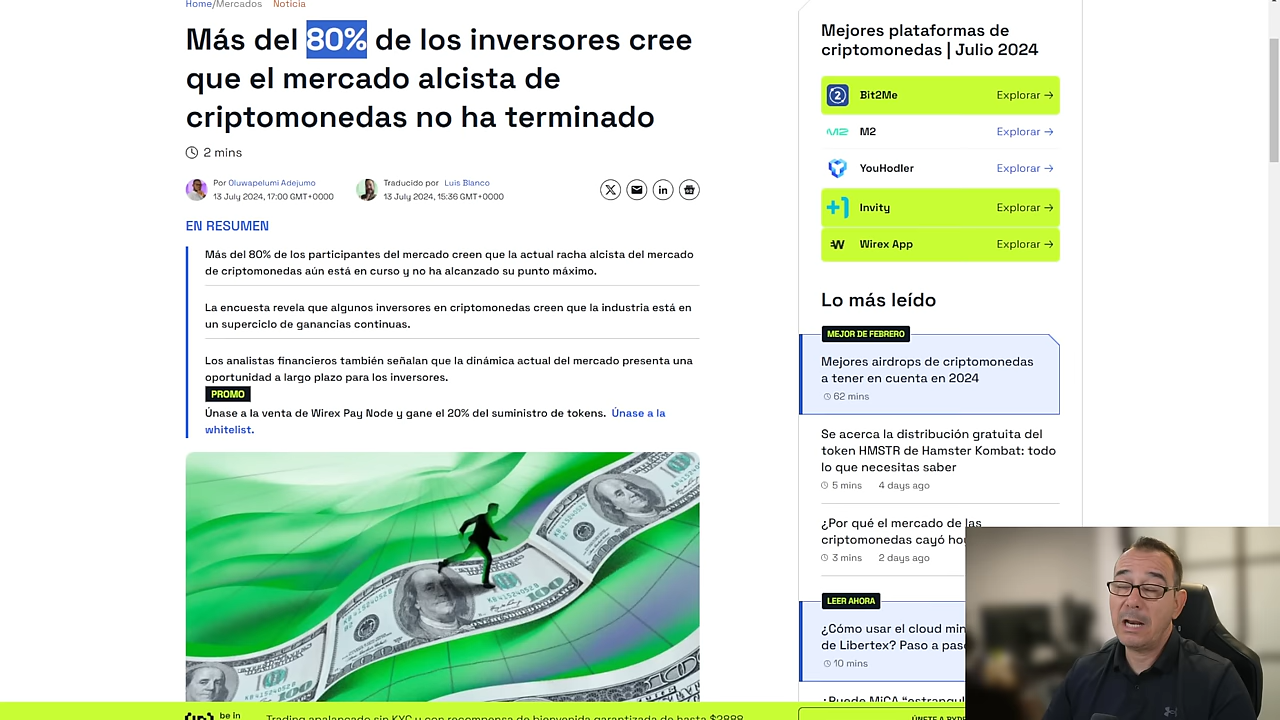 Home/Mercados Noticia
Más del 80% de los inversores cree
que el mercado alcista de
criptomonedas no ha terminado
2 mins
Por Oluwapelumi Adejumo
13 July 2024, 17:00 GMT+0000
Traducido por Luis Blanco
13 July 2024, 15:36 GMT+0000
EN RESUMEN
Más del 80% de los participantes del mercado creen que la actual racha alcista del mercado
de criptomonedas aún está en curso y no ha alcanzado su punto máximo.
La encuesta revela que algunos inversores en criptomonedas creen que la industria está en
un superciclo de ganancias continuas.
Los analistas financieros también señalan que la dinámica actual del mercado presenta una
oportunidad a largo plazo para los inversores.
PROMO
Únase a la venta de Wirex Pay Node y gane el 20% del suministro de tokens. Únase a la
whitelist.
be in
Trading apalancado sin KYC y con recompensa de bienvenida garantizada de hasta $2888
Mejores plataformas de
criptomonedas | Julio 2024
Bit2Me Explorar →
M2 Explorar →
YouHodler Explorar →
Invity Explorar →
Wirex App Explorar →
Lo más leído
MEJOR DE FEBRERO
Mejores airdrops de criptomonedas
a tener en cuenta en 2024
62 mins
Se acerca la distribución gratuita del
token HMSTR de Hamster Kombat: todo
lo que necesitas saber
5 mins 4 days ago
¿Por qué el mercado de las
criptomonedas cayó
3 mins 2 days ago
LEER AHORA
¿Cómo usar el cloud
de Libertex? Paso a
10 mins
¿Puede MiCA
ÚNETE A